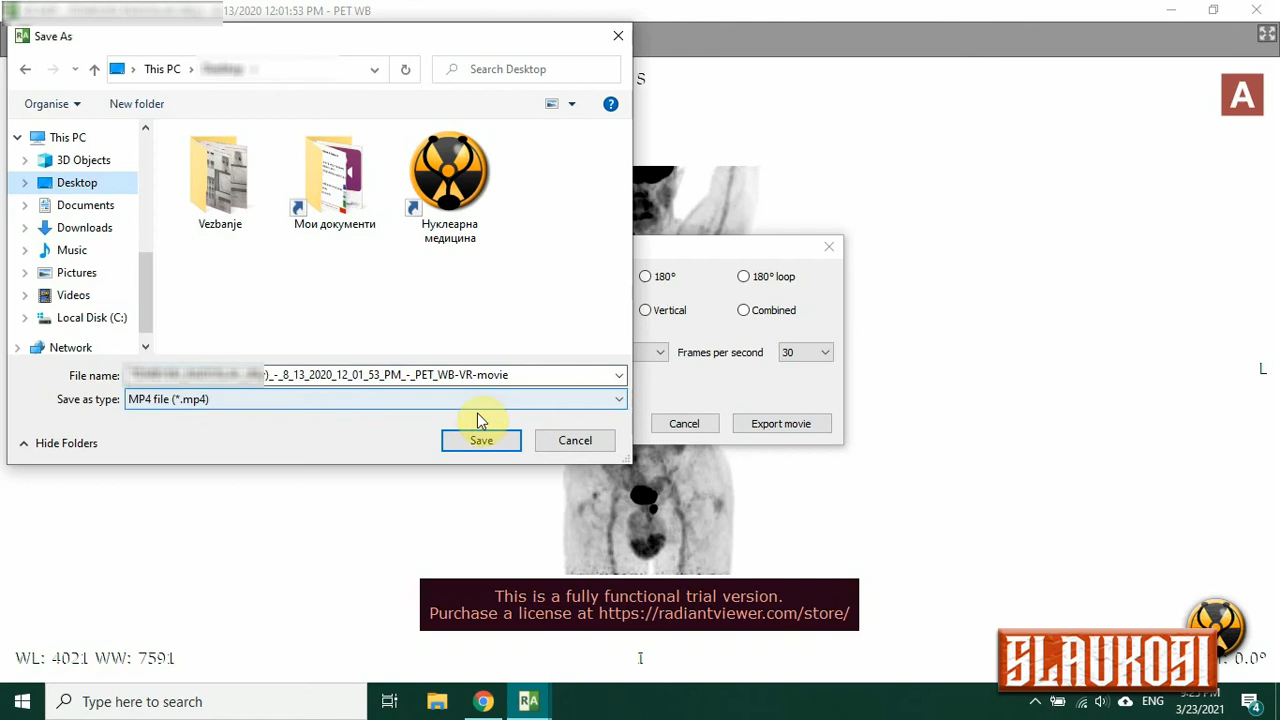 13/2020 12:01:53 PM - PET WB
Save As
This PC
Search Desktop
Organise
New folder
This PC
3D Objects
Desktop
Documents
Downloads
Music
Pictures
Videos
Local Disk (C:)
Network
Vezbanje
Мои документи
Нуклеарна
медицина
File name:
)_-_8_13_2020_12_01_53_PM_-_PET_WB-VR-movie
Save as type:
MP4 file (*.mp4)
Hide Folders
Save
Cancel
S
A
180°
180° loop
Vertical
Combined
Frames per second
30
Cancel
Export movie
L
This is a fully functional trial version.
Purchase a license at https://radiantviewer.com/store/
WL: 4021 WW: 7591
I
0.0°
SLAVKOSI
Type here to search
RA
ENG
3/23/2021
4